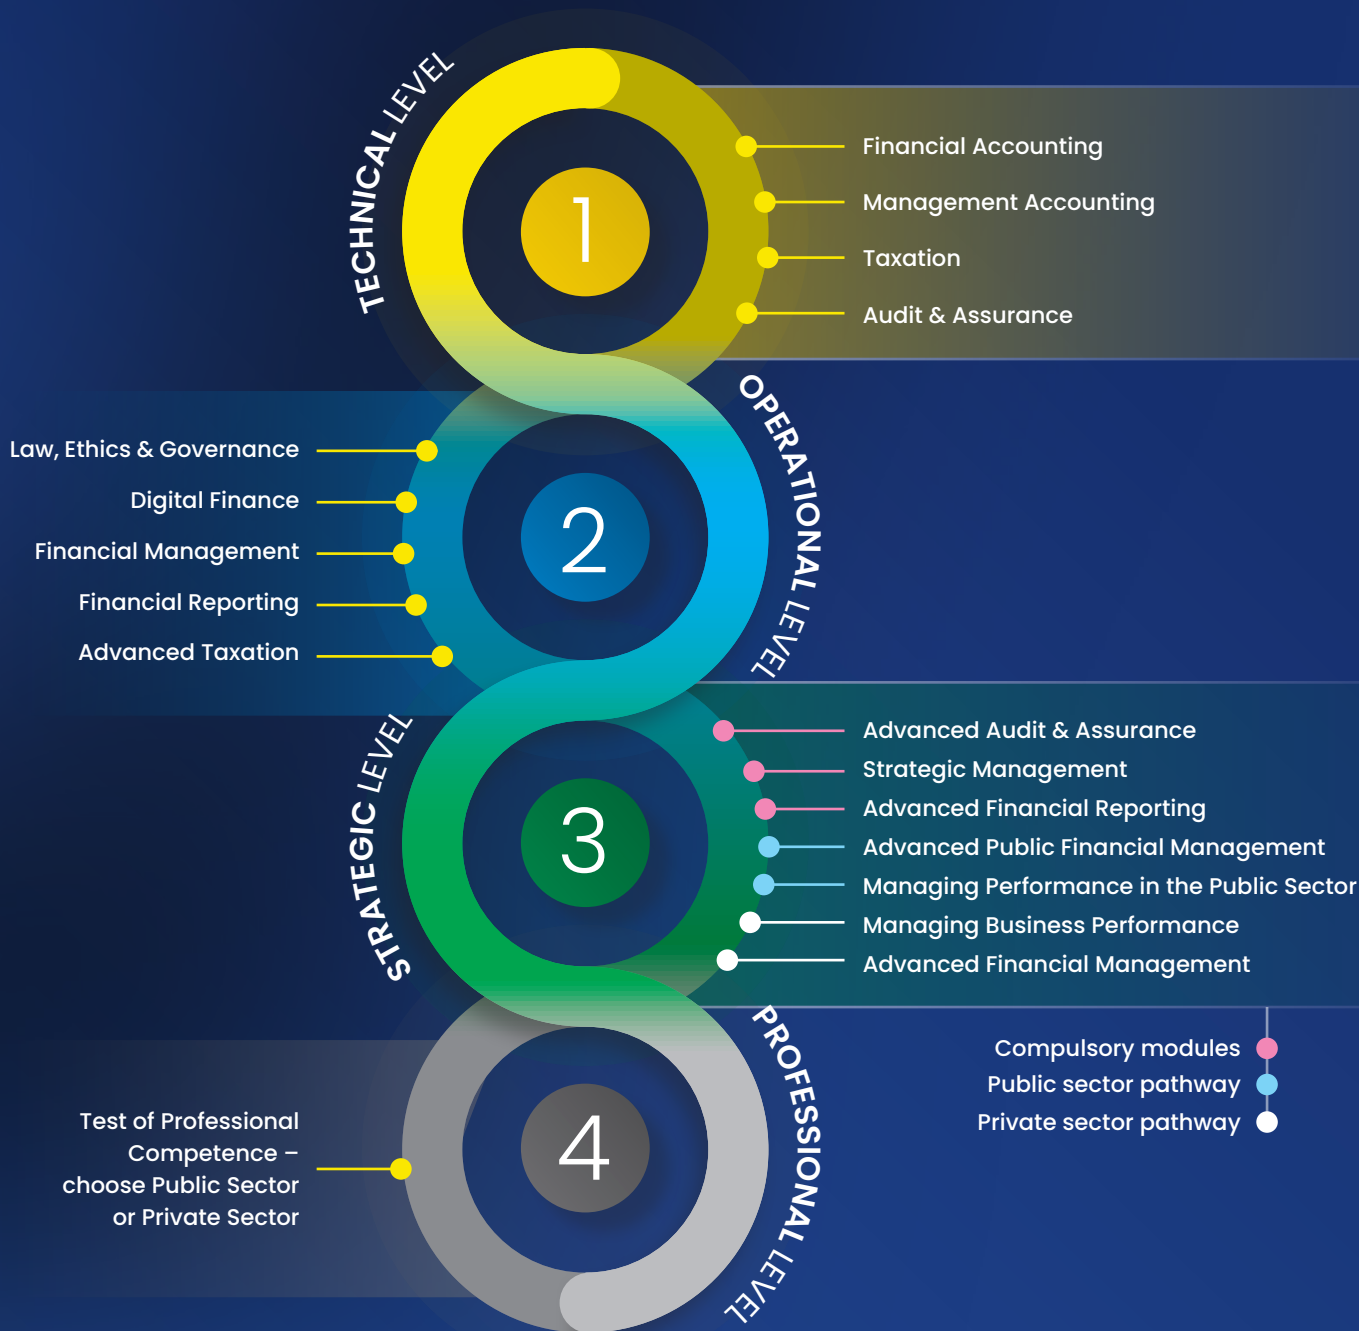 TECHNICAL LEVEL
1
Financial Accounting
Management Accounting
Taxation
Audit & Assurance
OPERATIONAL LEVEL
2
Law, Ethics & Governance
Digital Finance
Financial Management
Financial Reporting
Advanced Taxation
STRATEGIC LEVEL
3
Advanced Audit & Assurance
Strategic Management
Advanced Financial Reporting
Advanced Public Financial Management
Managing Performance in the Public Sector
Managing Business Performance
Advanced Financial Management
Compulsory modules
Public sector pathway
Private sector pathway
PROFESSIONAL LEVEL
4
Test of Professional
Competence –
choose Public Sector
or Private Sector